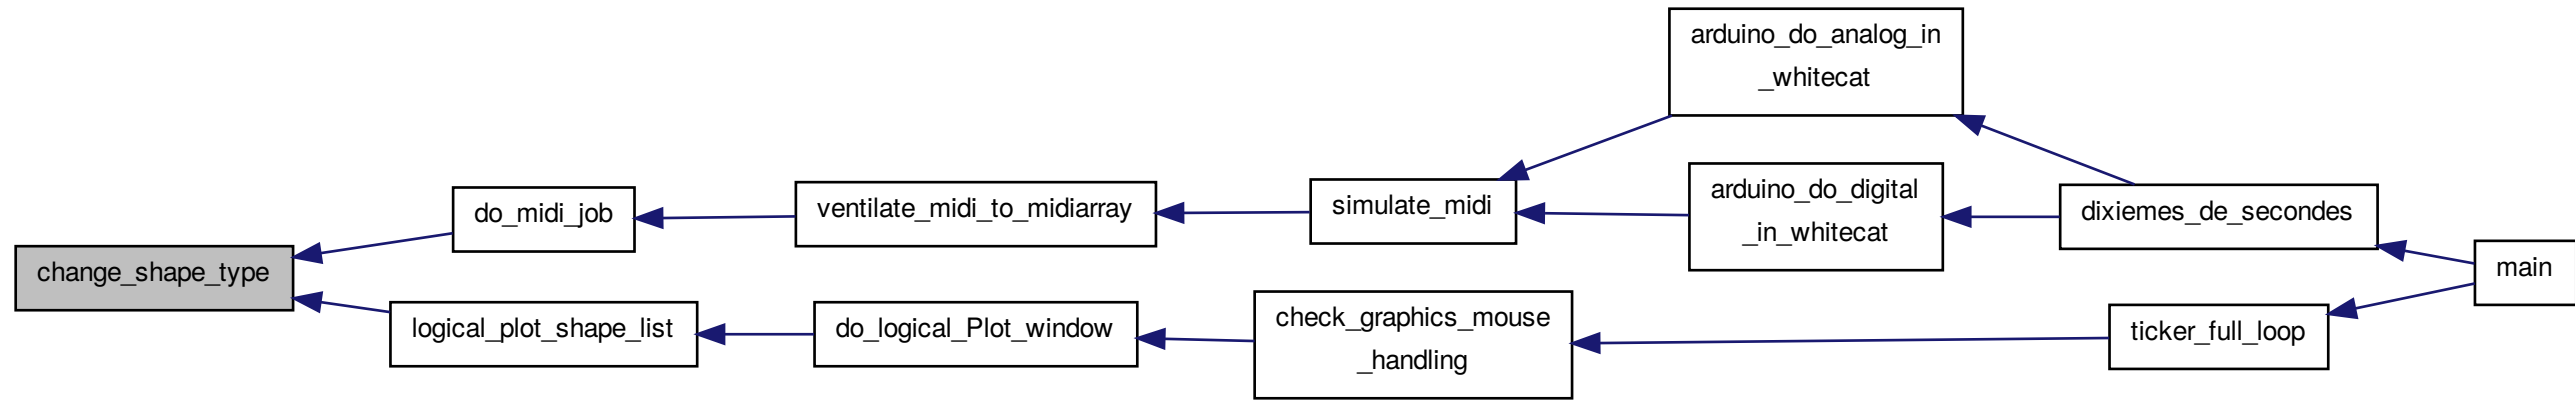 change_shape_type
do_midi_job
logical_plot_shape_list
ventilate_midi_to_midiarray
do_logical_Plot_window
simulate_midi
check_graphics_mouse
_handling
arduino_do_analog_in
_whitecat
arduino_do_digital
_in_whitecat
dixiemes_de_secondes
ticker_full_loop
main